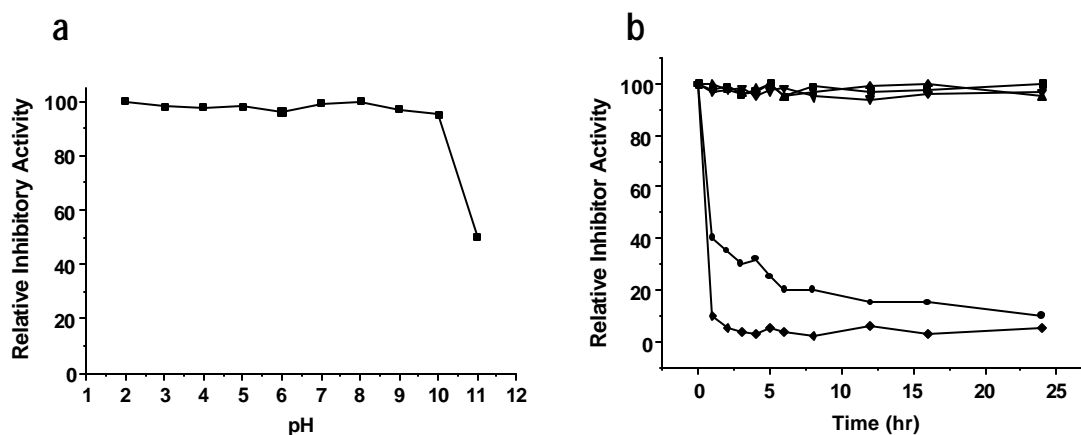 a
Relative Inhibitory Activity
100
80
60
40
20
0
1 2 3 4 5 6 7 8 9 10 11 12
pH
b
Relative Inhibitor Activity
100
80
60
40
20
0
0 5 10 15 20 25
Time (hr)